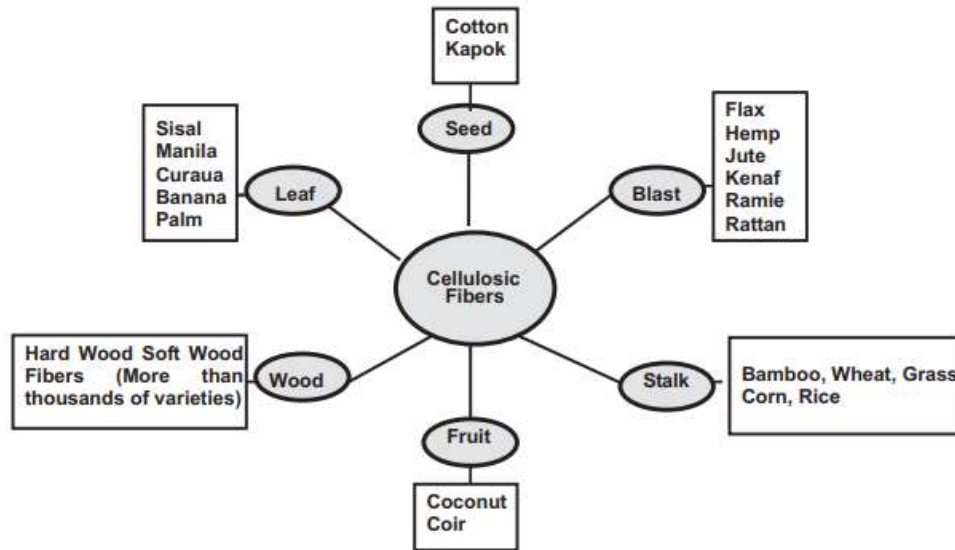 Cotton
Kapok
Seed
Sisal
Manila
Curaua
Banana
Palm
Leaf
Flax
Hemp
Jute
Kenaf
Ramie
Rattan
Blast
Cellulosic
Fibers
Hard Wood Soft Wood
Fibers (More than
thousands of varieties)
Wood
Stalk
Bamboo, Wheat, Grass
Corn, Rice
Fruit
Coconut
Coir